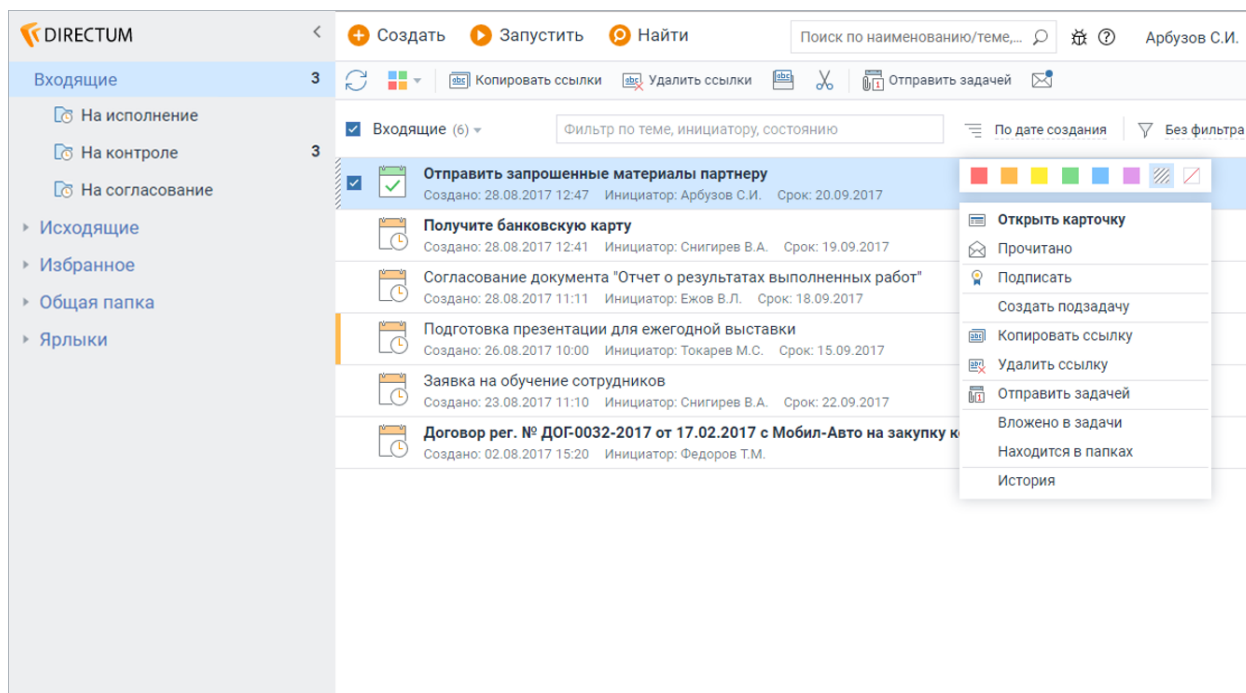 DIRECTUM
Создать
Запустить
Найти
Поиск по наименованию/теме,...
Арбузов С.И.
Входящие 3
На исполнение
На контроле 3
На согласование
Исходящие
Избранное
Общая папка
Ярлыки
Копировать ссылки
Удалить ссылки
Отправить задачей
Входящие (6)
Фильтр по теме, инициатору, состоянию
По дате создания
Без фильтра
Отправить запрошенные материалы партнеру
Создано: 28.08.2017 12:47 Инициатор: Арбузов С.И. Срок: 20.09.2017
Получите банковскую карту
Создано: 28.08.2017 12:41 Инициатор: Снигирев В.А. Срок: 19.09.2017
Согласование документа "Отчет о результатах выполненных работ"
Создано: 28.08.2017 11:11 Инициатор: Ежов В.Л. Срок: 18.09.2017
Подготовка презентации для ежегодной выставки
Создано: 26.08.2017 10:00 Инициатор: Токарев М.С. Срок: 15.09.2017
Заявка на обучение сотрудников
Создано: 23.08.2017 11:10 Инициатор: Снигирев В.А. Срок: 22.09.2017
Договор рег. № ДОГ-0032-2017 от 17.02.2017 с Мобил-Авто на закупку
Создано: 02.08.2017 15:20 Инициатор: Федоров Т.М.
Открыть карточку
Прочитано
Подписать
Создать подзадачу
Копировать ссылку
Удалить ссылку
Отправить задачей
Вложено в задачи
Находится в папках
История